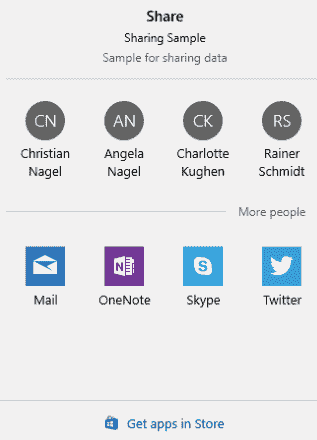 Share
Sharing Sample
Sample for sharing data
CN AN CK RS
Christian Angela Charlotte Rainer
Nagel Nagel Kughen Schmidt
More people
N
S
Mail OneNote Skype Twitter
Get apps in Store